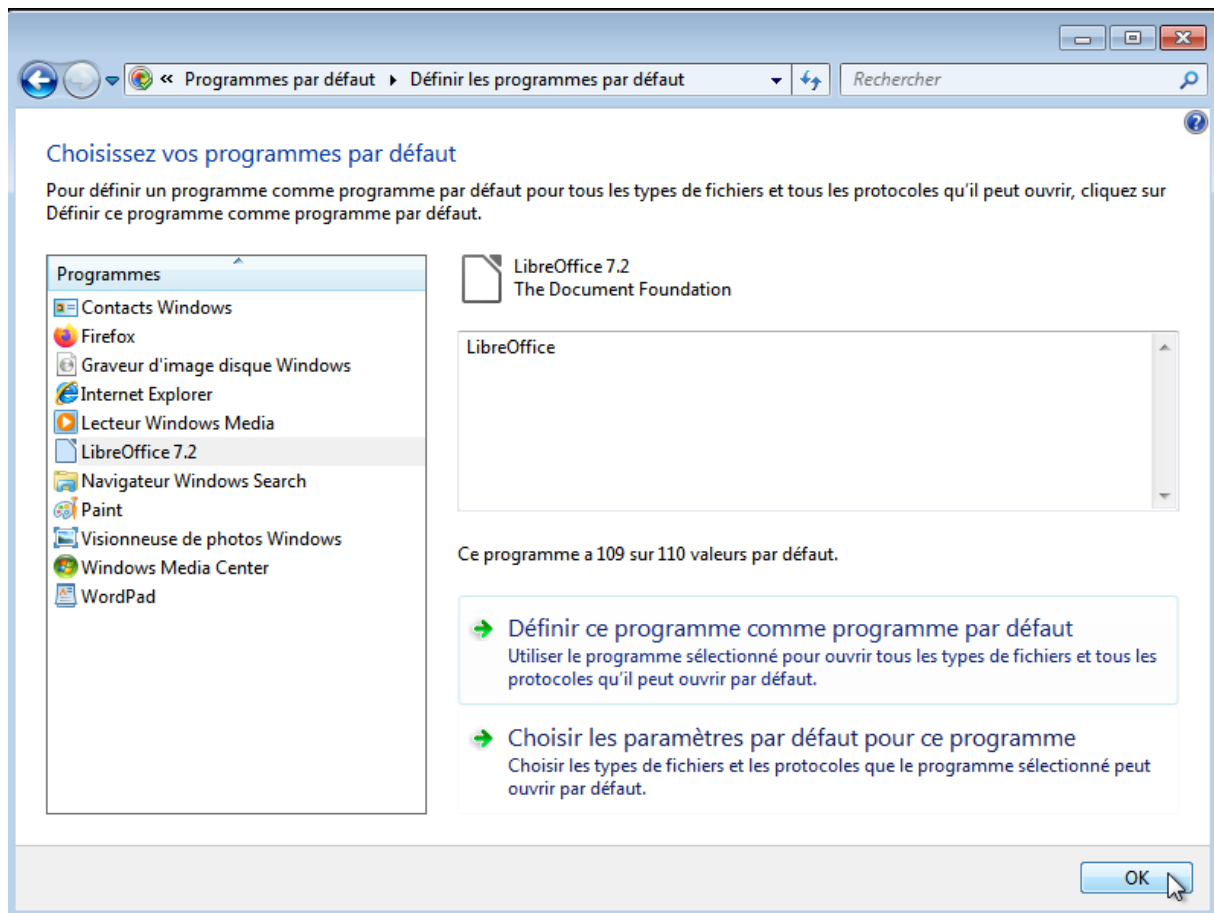 « Programmes par défaut ▸ Définir les programmes par défaut
Rechercher
Choisissez vos programmes par défaut
Pour définir un programme comme programme par défaut pour tous les types de fichiers et tous les protocoles qu'il peut ouvrir, cliquez sur
Définir ce programme comme programme par défaut.
Programmes
Contacts Windows
Firefox
Graveur d'image disque Windows
Internet Explorer
Lecteur Windows Media
LibreOffice 7.2
Navigateur Windows Search
Paint
Visionneuse de photos Windows
Windows Media Center
WordPad
LibreOffice 7.2
The Document Foundation
LibreOffice
Ce programme a 109 sur 110 valeurs par défaut.
Définir ce programme comme programme par défaut
Utiliser le programme sélectionné pour ouvrir tous les types de fichiers et tous les
protocoles qu'il peut ouvrir par défaut.
Choisir les paramètres par défaut pour ce programme
Choisir les types de fichiers et les protocoles que le programme sélectionné peut
ouvrir par défaut.
OK